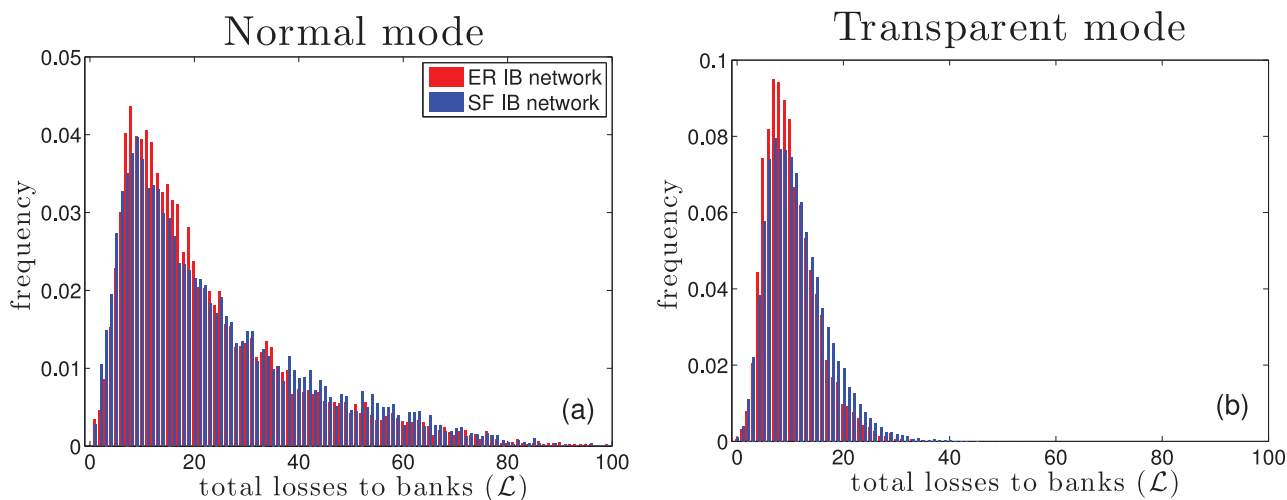 Normal mode
0.05
0.04
0.03
0.02
0.01
0
frequency
ER IB network
SF IB network
(a)
0
20
40
60
80
100
total losses to banks (ℒ)
Transparent mode
0.1
0.08
0.06
0.04
0.02
0
frequency
(b)
0
20
40
60
80
100
total losses to banks (ℒ)